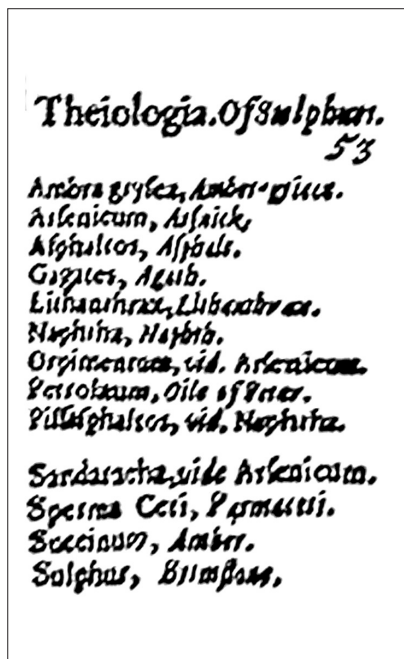 Theiologia. Of Sulphur.
53
Ambra grysea, Amber-griece.
Arsenicum, Arsnick,
Asphaltos, Asphalt.
Gagates, Agath.
Lithanthrax, Lithanthrax.
Naphtha, Naphth.
Orpimentum, vid. Arsenicum.
Petroleum, Oile of Peter.
Pissasphaltos, vid. Naphtha.
Sandaracha, vide Arsenicum.
Sperma Ceti, Parmaseti.
Succinum, Amber.
Sulphur, Brimstone.